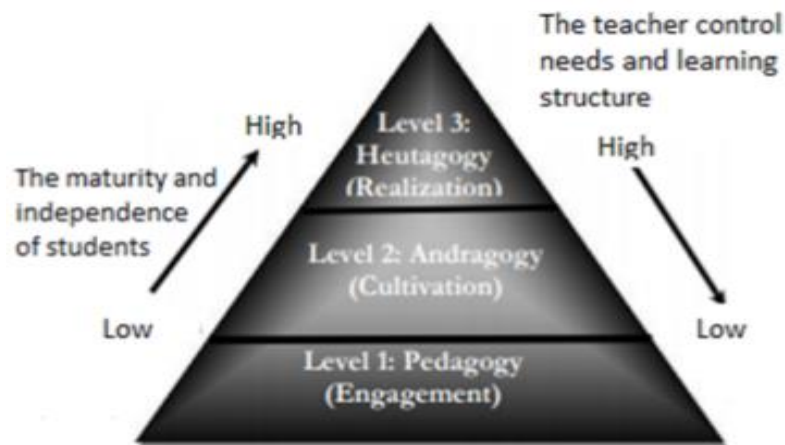 The teacher control
needs and learning
structure
High
Level 3:
Heutagogy
(Realization)
High
The maturity and
independence
of students
Level 2: Andragogy
(Cultivation)
Low
Low
Level 1: Pedagogy
(Engagement)